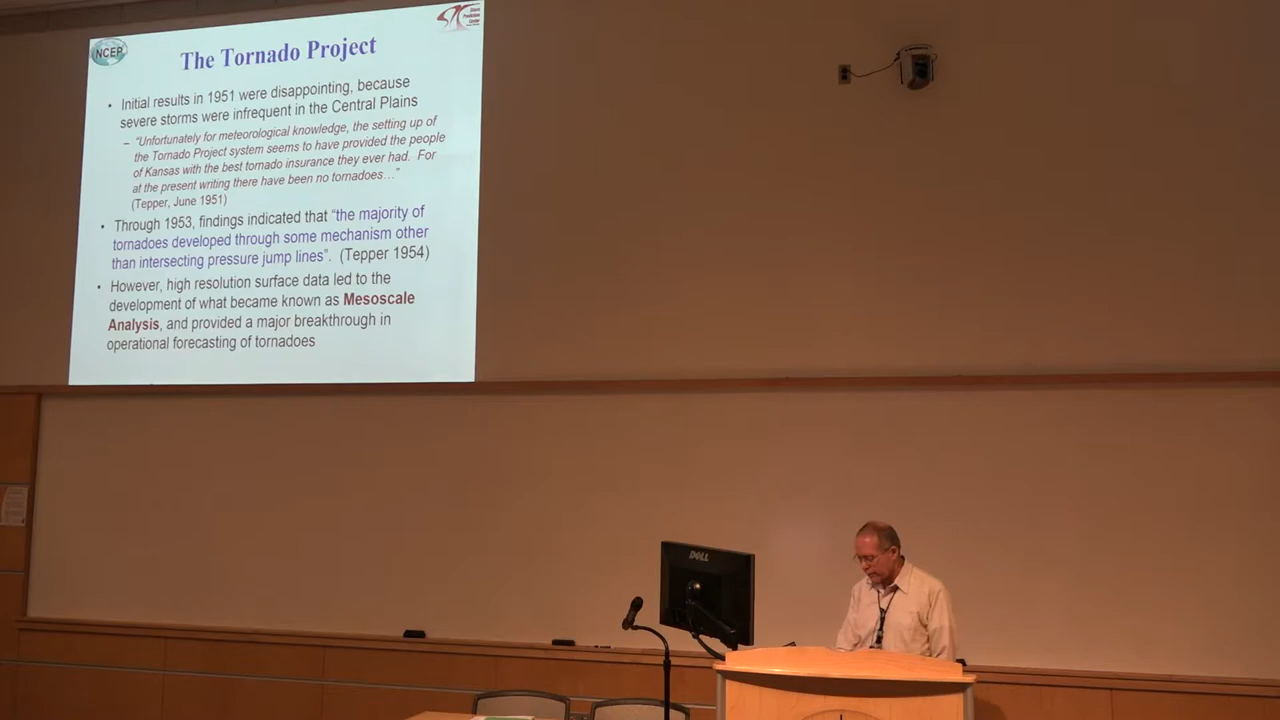 NCEP
Storm
Prediction
Center
The Tornado Project
• Initial results in 1951 were disappointing, because
severe storms were infrequent in the Central Plains
– “Unfortunately for meteorological knowledge, the setting up of
the Tornado Project system seems to have provided the people
of Kansas with the best tornado insurance they ever had. For
at the present writing there have been no tornadoes…”
(Tepper, June 1951)
• Through 1953, findings indicated that “the majority of
tornadoes developed through some mechanism other
than intersecting pressure jump lines”. (Tepper 1954)
• However, high resolution surface data led to the
development of what became known as Mesoscale
Analysis, and provided a major breakthrough in
operational forecasting of tornadoes
DELL